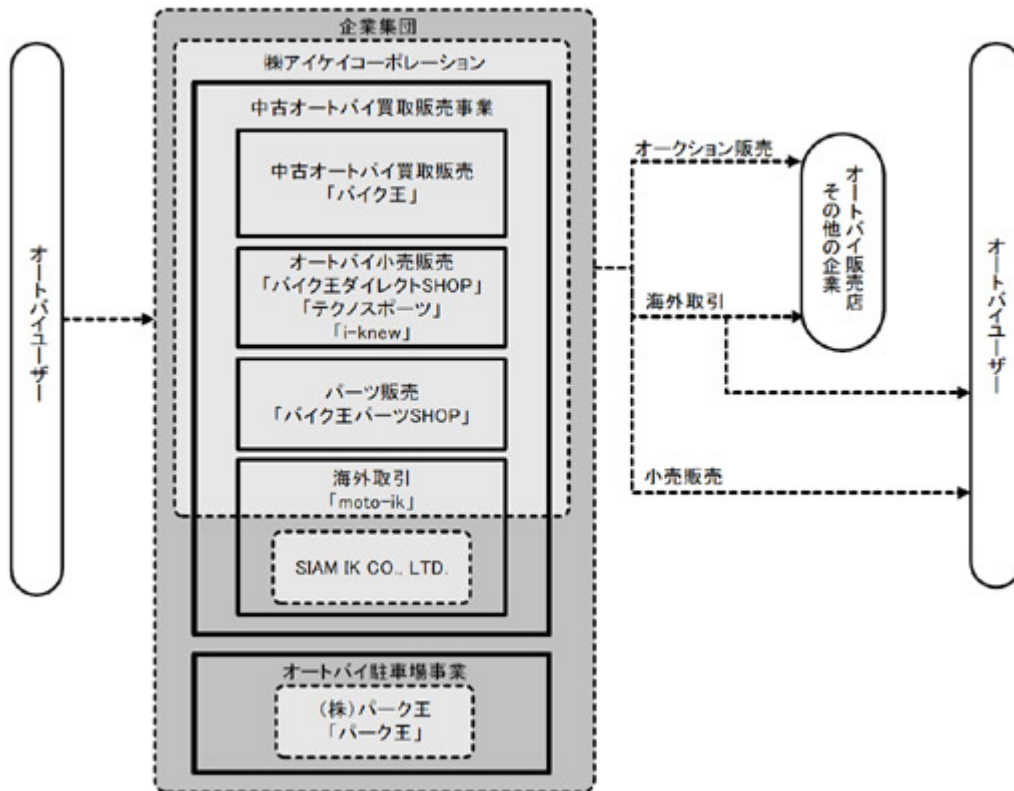 企業集団
㈱アイケイコーポレーション
中古オートバイ買取販売事業
中古オートバイ買取販売
「バイク王」
オートバイ小売販売
「バイク王ダイレクトSHOP」
「テクノスポーツ」
「i-knew」
パーツ販売
「バイク王パーツSHOP」
海外取引
「moto-ik」
SIAM IK CO., LTD.
オートバイ駐車場事業
(株)パーク王
「パーク王」
オートバイユーザー
オークション販売
海外取引
小売販売
オートバイ販売店
その他の企業
オートバイユーザー